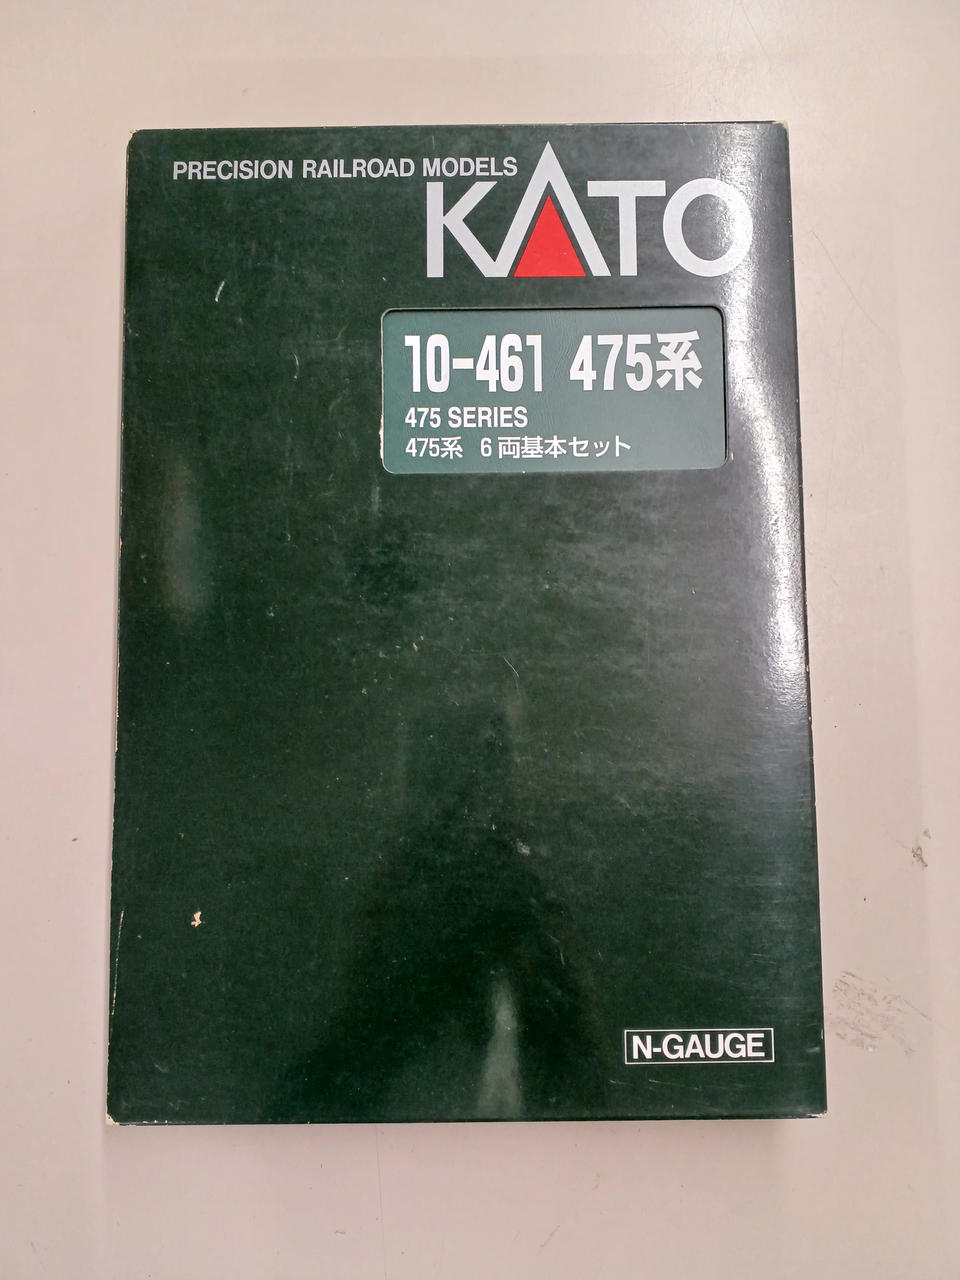 PRECISION RAILROAD MODELS
KATO
10-461 475系
475 SERIES
475系 6両基本セット
N-GAUGE